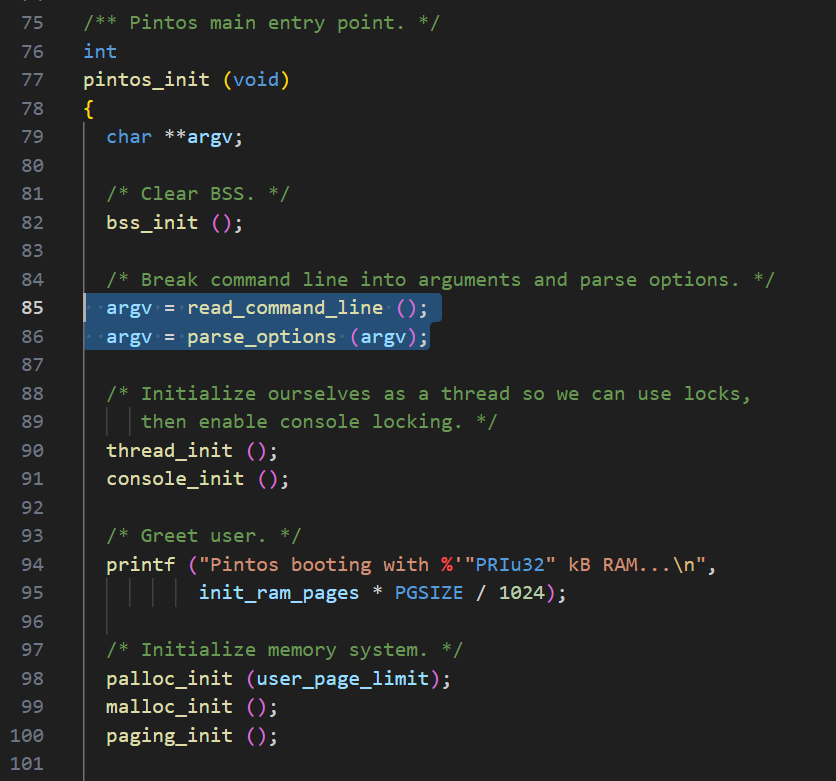 75 /** Pintos main entry point. */
76 int
77 pintos_init (void)
78 {
79 char **argv;
80
81 /* Clear BSS. */
82 bss_init ();
83
84 /* Break command line into arguments and parse options. */
85 argv = read_command_line ();
86 argv = parse_options (argv);
87
88 /* Initialize ourselves as a thread so we can use locks,
89 then enable console locking. */
90 thread_init ();
91 console_init ();
92
93 /* Greet user. */
94 printf ("Pintos booting with %'"PRIu32" kB RAM...\n",
95 init_ram_pages * PGSIZE / 1024);
96
97 /* Initialize memory system. */
98 palloc_init (user_page_limit);
99 malloc_init ();
100 paging_init ();
101